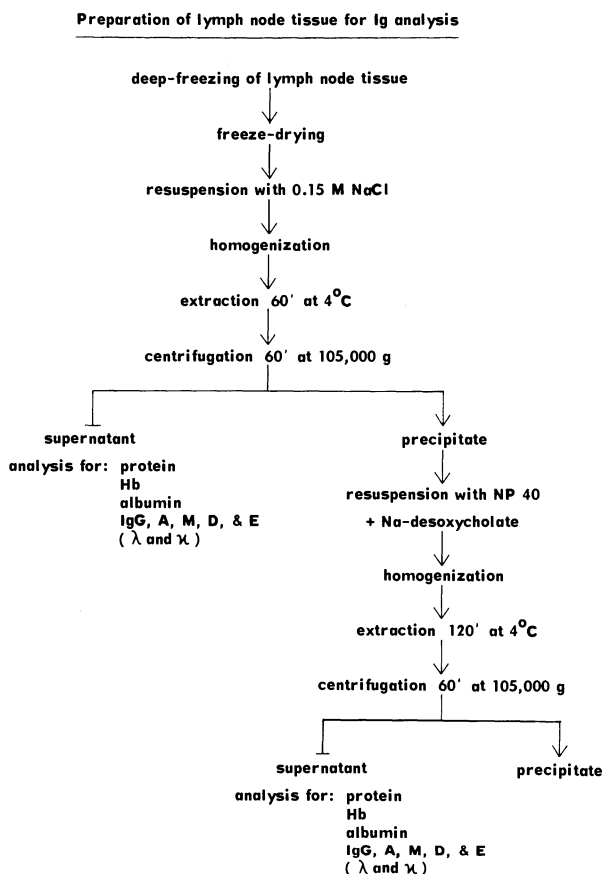 Preparation of lymph node tissue for Ig analysis
deep-freezing of lymph node tissue
freeze-drying
resuspension with 0.15 M NaCl
homogenization
extraction 60' at 4°C
centrifugation 60' at 105,000 g
supernatant
analysis for: protein
Hb
albumin
IgG, A, M, D, & E
( λ and ϰ )
precipitate
resuspension with NP 40
+ Na-desoxycholate
homogenization
extraction 120' at 4°C
centrifugation 60' at 105,000 g
supernatant
analysis for: protein
Hb
albumin
IgG, A, M, D, & E
( λ and ϰ )
precipitate